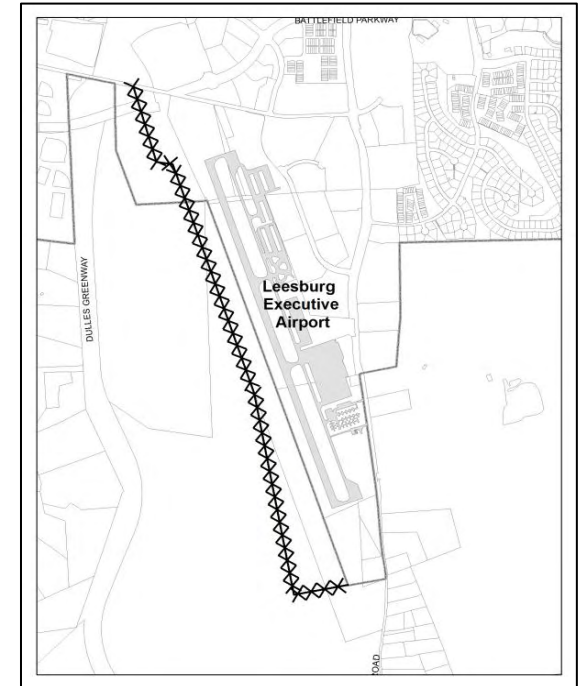 BATTLEFIELD PARKWAY
DULLES GREENWAY
Leesburg
Executive
Airport
ROAD